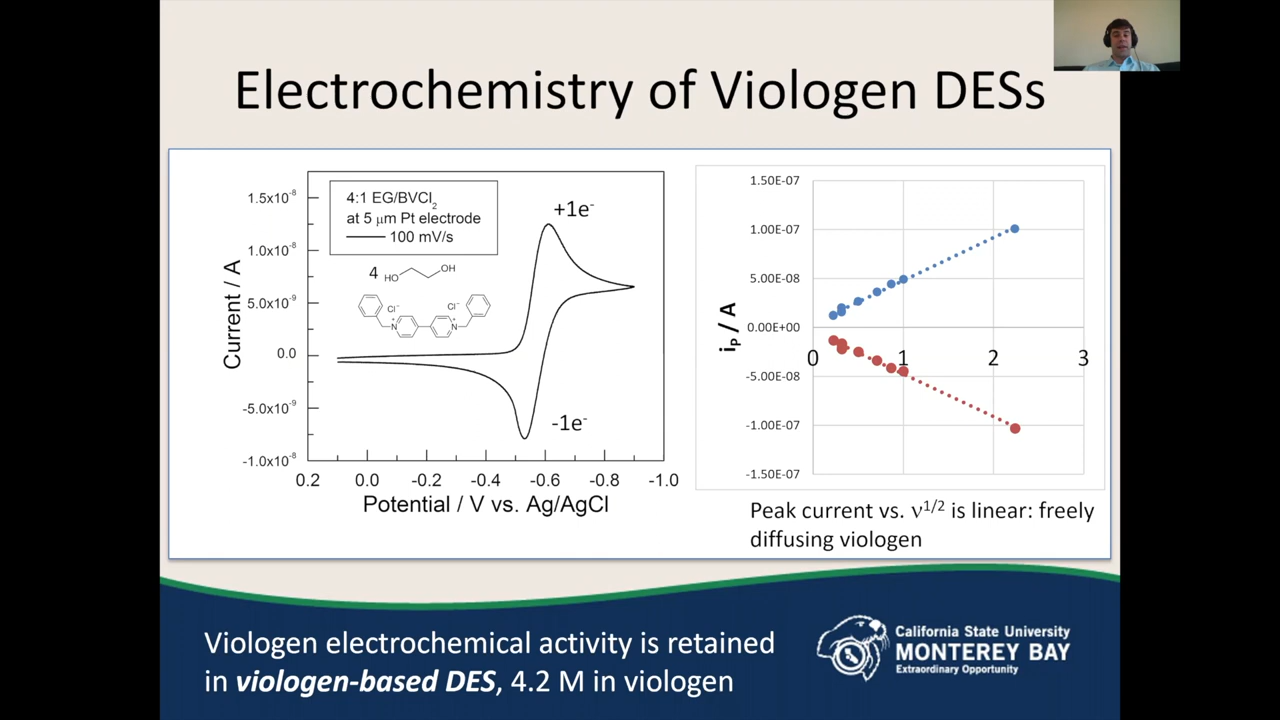 Electrochemistry of Viologen DESs
1.5x10⁻⁸
1.0x10⁻⁸
5.0x10⁻⁹
0.0
-5.0x10⁻⁹
-1.0x10⁻⁸
Current / A
4:1 EG/BVCl₂
at 5 μm Pt electrode
100 mV/s
4 HO OH
Cl⁻ Cl⁻
N⁺ N⁺
+1e⁻
-1e⁻
0.2 0.0 -0.2 -0.4 -0.6 -0.8 -1.0
Potential / V vs. Ag/AgCl
1.50E-07
1.00E-07
5.00E-08
0.00E+00
-5.00E-08
-1.00E-07
-1.50E-07
iₚ / A
0 1 2 3
Peak current vs. ν¹ᐟ² is linear: freely
diffusing viologen
Viologen electrochemical activity is retained
in viologen-based DES, 4.2 M in viologen
California State University
MONTEREY BAY
Extraordinary Opportunity